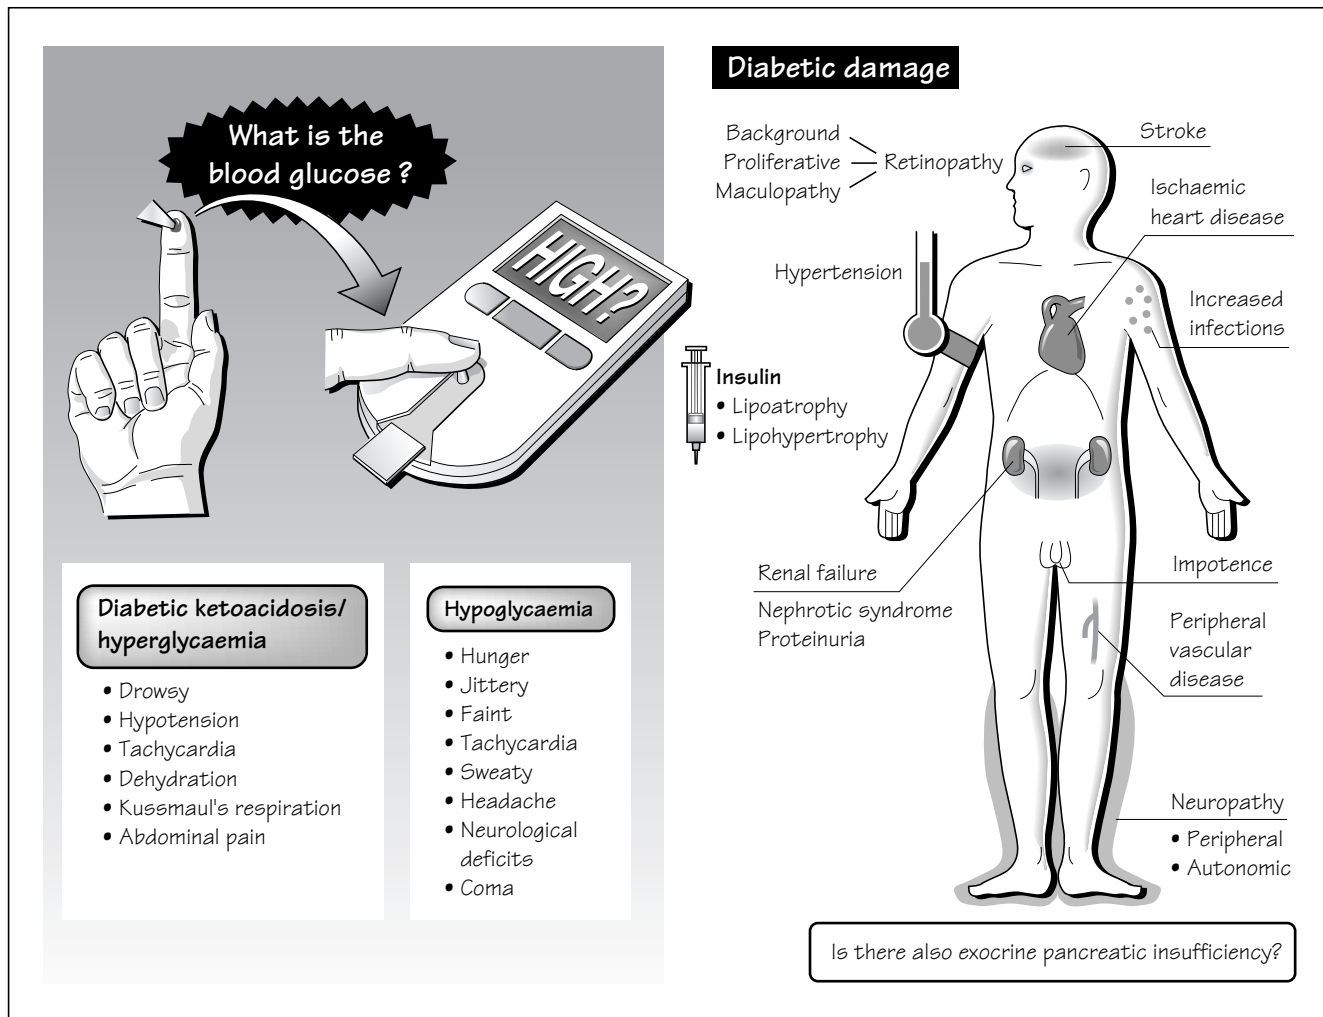 What is the
blood glucose ?
HIGH?
Diabetic ketoacidosis/
hyperglycaemia
• Drowsy
• Hypotension
• Tachycardia
• Dehydration
• Kussmaul's respiration
• Abdominal pain
Hypoglycaemia
• Hunger
• Jittery
• Faint
• Tachycardia
• Sweaty
• Headache
• Neurological
deficits
• Coma
Diabetic damage
Background
Proliferative
Maculopathy
Retinopathy
Stroke
Ischaemic
heart disease
Hypertension
Increased
infections
Insulin
• Lipoatrophy
• Lipohypertrophy
Renal failure
Nephrotic syndrome
Proteinuria
Impotence
Peripheral
vascular
disease
Neuropathy
• Peripheral
• Autonomic
Is there also exocrine pancreatic insufficiency?